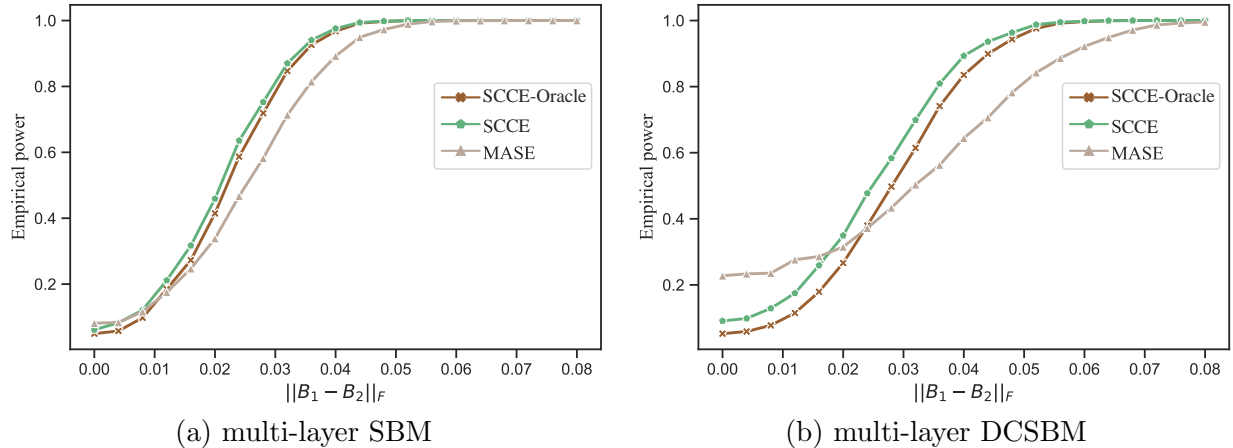 1.0
0.8
0.6
0.4
0.2
Empirical power
SCCE-Oracle
SCCE
MASE
0.00 0.01 0.02 0.03 0.04 0.05 0.06 0.07 0.08
||B₁ − B₂||F
(a) multi-layer SBM
1.0
0.8
0.6
0.4
0.2
Empirical power
SCCE-Oracle
SCCE
MASE
0.00 0.01 0.02 0.03 0.04 0.05 0.06 0.07 0.08
||B₁ − B₂||F
(b) multi-layer DCSBM